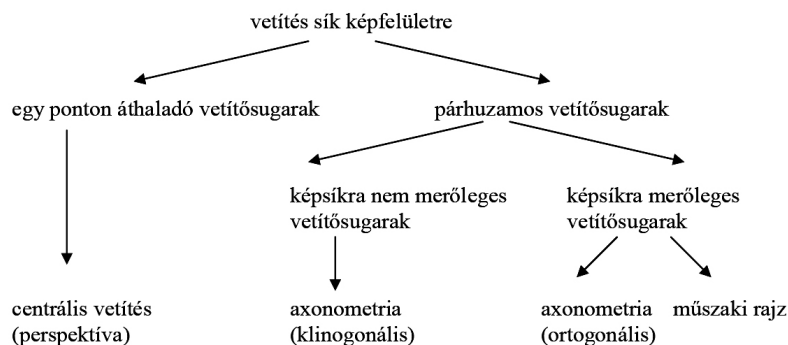 vetítés sík képfelületre
egy ponton áthaladó vetítősugarak
párhuzamos vetítősugarak
képsíkra nem merőleges
vetítősugarak
képsíkra merőleges
vetítősugarak
centrális vetítés
(perspektíva)
axonometria
(klinogonális)
axonometria
(ortogonális)
műszaki rajz